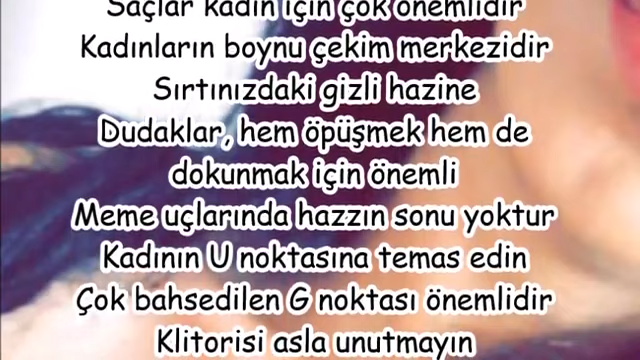 Saçlar kadın için çok önemlidir
Kadınların boynu çekim merkezidir
Sırtınızdaki gizli hazine
Dudaklar, hem öpüşmek hem de
dokunmak için önemli
Meme uçlarında hazzın sonu yoktur
Kadının U noktasına temas edin
Çok bahsedilen G noktası önemlidir
Klitorisi asla unutmayın